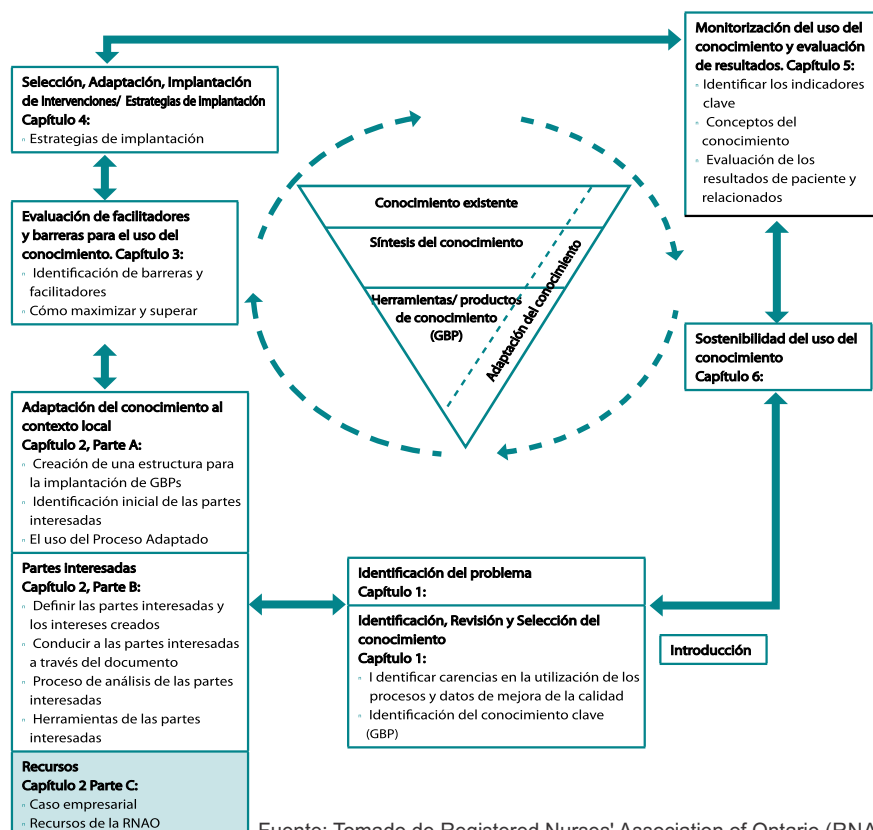 Monitorización del uso del
conocimiento y evaluación
de resultados. Capítulo 5:
Identificar los indicadores
clave
Conceptos del
conocimiento
Evaluación de los
resultados de paciente y
relacionados
Selección, Adaptación, Implantación
de Intervenciones/ Estrategias de Implantación
Capítulo 4:
Estrategias de implantación
Evaluación de facilitadores
y barreras para el uso del
conocimiento. Capítulo 3:
Identificación de barreras y
facilitadores
Cómo maximizar y superar
Conocimiento existente
Síntesis del conocimiento
Herramientas/ productos
de conocimiento
(GBP)
Adaptación del conocimiento
Sostenibilidad del uso del
conocimiento
Capítulo 6:
Adaptación del conocimiento al
contexto local
Capítulo 2, Parte A:
Creación de una estructura para
la implantación de GBPs
Identificación inicial de las partes
interesadas
El uso del Proceso Adaptado
Partes interesadas
Capítulo 2, Parte B:
Definir las partes interesadas y
los intereses creados
Conducir a las partes interesadas
a través del documento
Proceso de análisis de las partes
interesadas
Herramientas de las partes
interesadas
Recursos
Capítulo 2 Parte C:
Caso empresarial
Recursos de la RNAO
Identificación del problema
Capítulo 1:
Identificación, Revisión y Selección del
conocimiento
Capítulo 1:
I dentificar carencias en la utilización de los
procesos y datos de mejora de la calidad
Identificación del conocimiento clave
(GBP)
Introducción
Fuente: Tomado de Registered Nurses' Association of Ontario (RNA